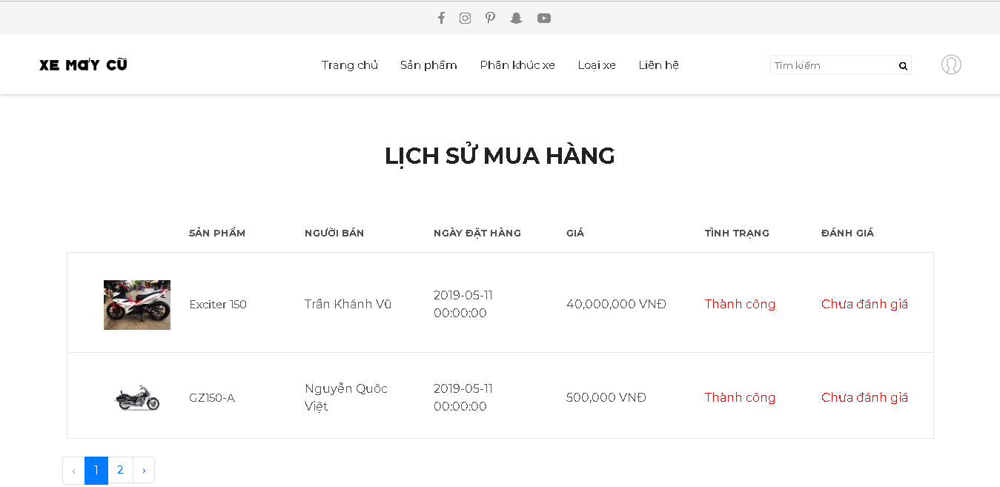 XE MÁY CŨ
Trang chủ Sản phẩm Phân khúc xe Loại xe Liên hệ
Tìm kiếm
LỊCH SỬ MUA HÀNG
SẢN PHẨM NGƯỜI BÁN NGÀY ĐẶT HÀNG GIÁ TÌNH TRẠNG ĐÁNH GIÁ
Exciter 150 Trần Khánh Vũ 2019-05-11 00:00:00 40,000,000 VNĐ Thành công Chưa đánh giá
GZ150-A Nguyễn Quốc Việt 2019-05-11 00:00:00 500,000 VNĐ Thành công Chưa đánh giá
‹ 1 2 ›